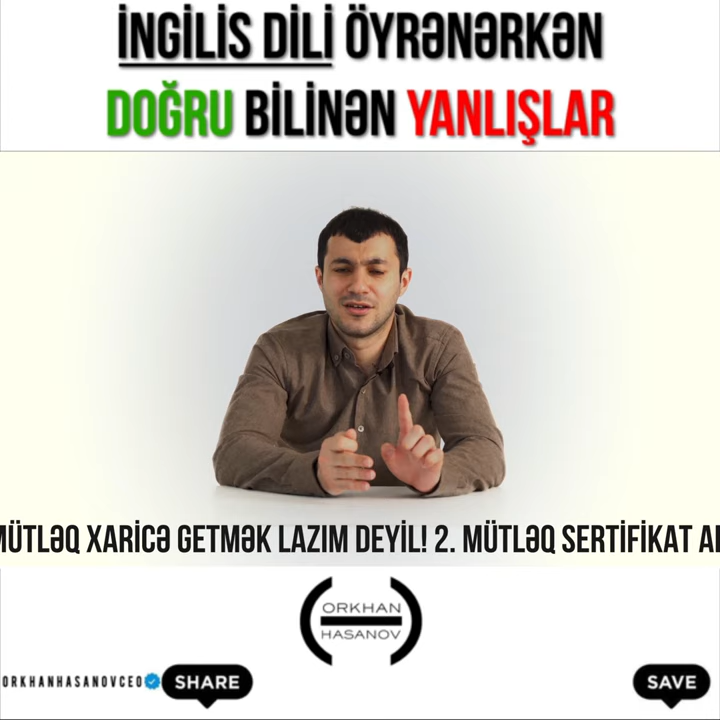 İNGİLİS DİLİ ÖYRƏNƏRKƏN
DOĞRU BİLİNƏN YANLIŞLAR
MÜTLƏQ XARİCƏ GETMƏK LAZIM DEYİL! 2. MÜTLƏQ SERTİFİKAT
ORKHAN
HASANOV
ORKHANHASANOVCEO
SHARE
SAVE